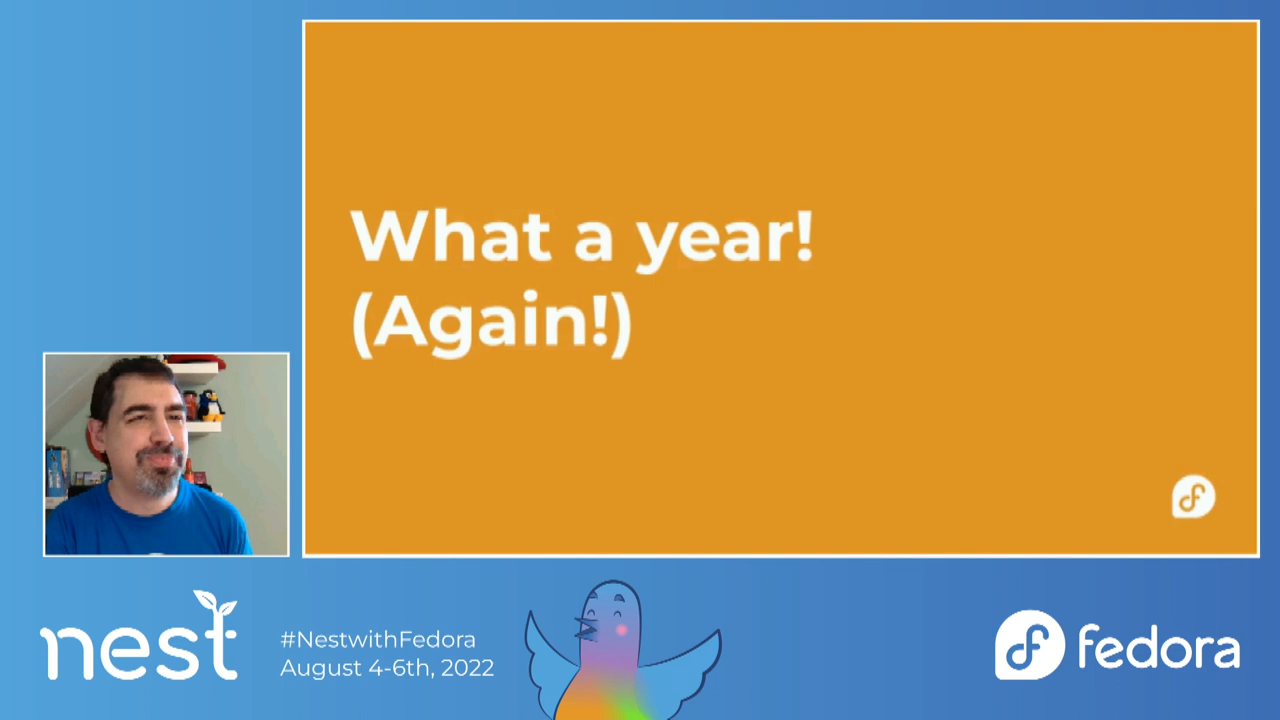 What a year!
(Again!)
nest
#NestwithFedora
August 4-6th, 2022
fedora